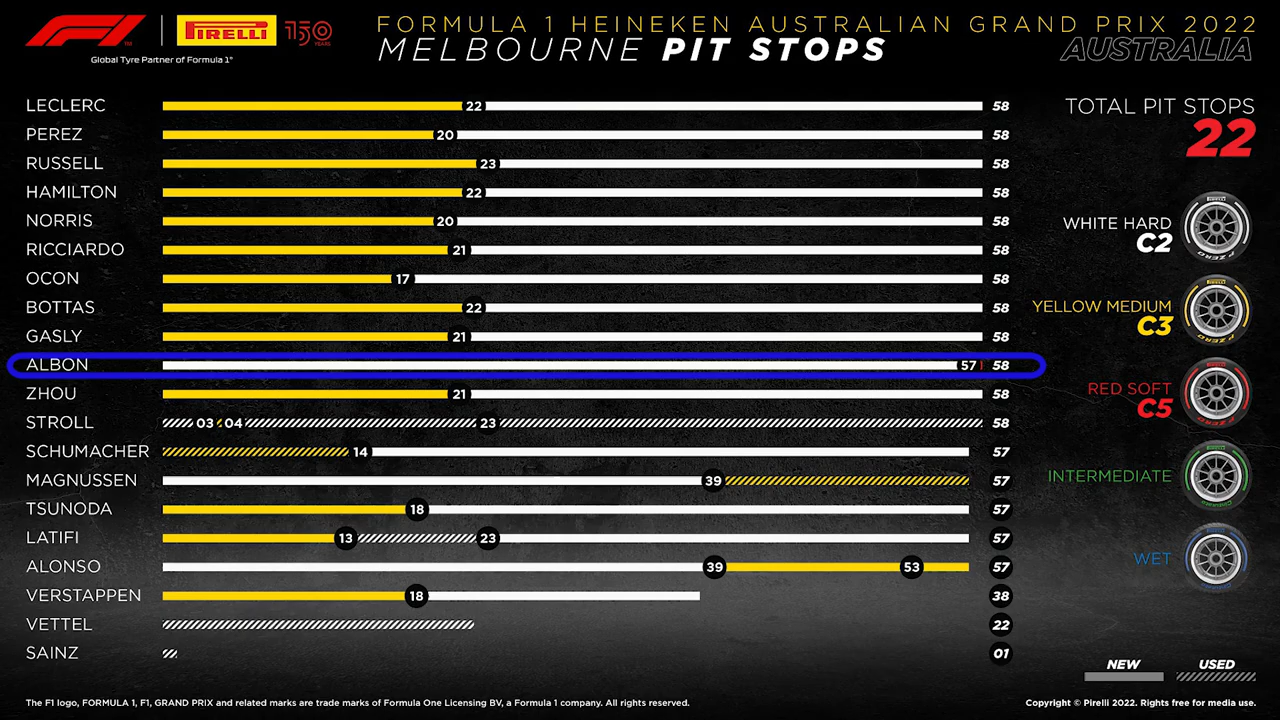 F1
PIRELLI
150
YEARS
Global Tyre Partner of Formula 1®
FORMULA 1 HEINEKEN AUSTRALIAN GRAND PRIX 2022
MELBOURNE PIT STOPS
AUSTRALIA
LECLERC 22 58
PEREZ 20 58
RUSSELL 23 58
HAMILTON 22 58
NORRIS 20 58
RICCIARDO 21 58
OCON 17 58
BOTTAS 22 58
GASLY 21 58
ALBON 57 58
ZHOU 21 58
STROLL 03 04 23 58
SCHUMACHER 14 57
MAGNUSSEN 39 57
TSUNODA 18 57
LATIFI 13 23 57
ALONSO 39 53 57
VERSTAPPEN 18 38
VETTEL 22
SAINZ 01
TOTAL PIT STOPS
22
WHITE HARD
C2
YELLOW MEDIUM
C3
RED SOFT
C5
INTERMEDIATE
WET
NEW USED
The F1 logo, FORMULA 1, F1, GRAND PRIX and related marks are trade marks of Formula One Licensing BV, a Formula 1 company. All rights reserved.
Copyright © Pirelli 2022. Rights free for media use.